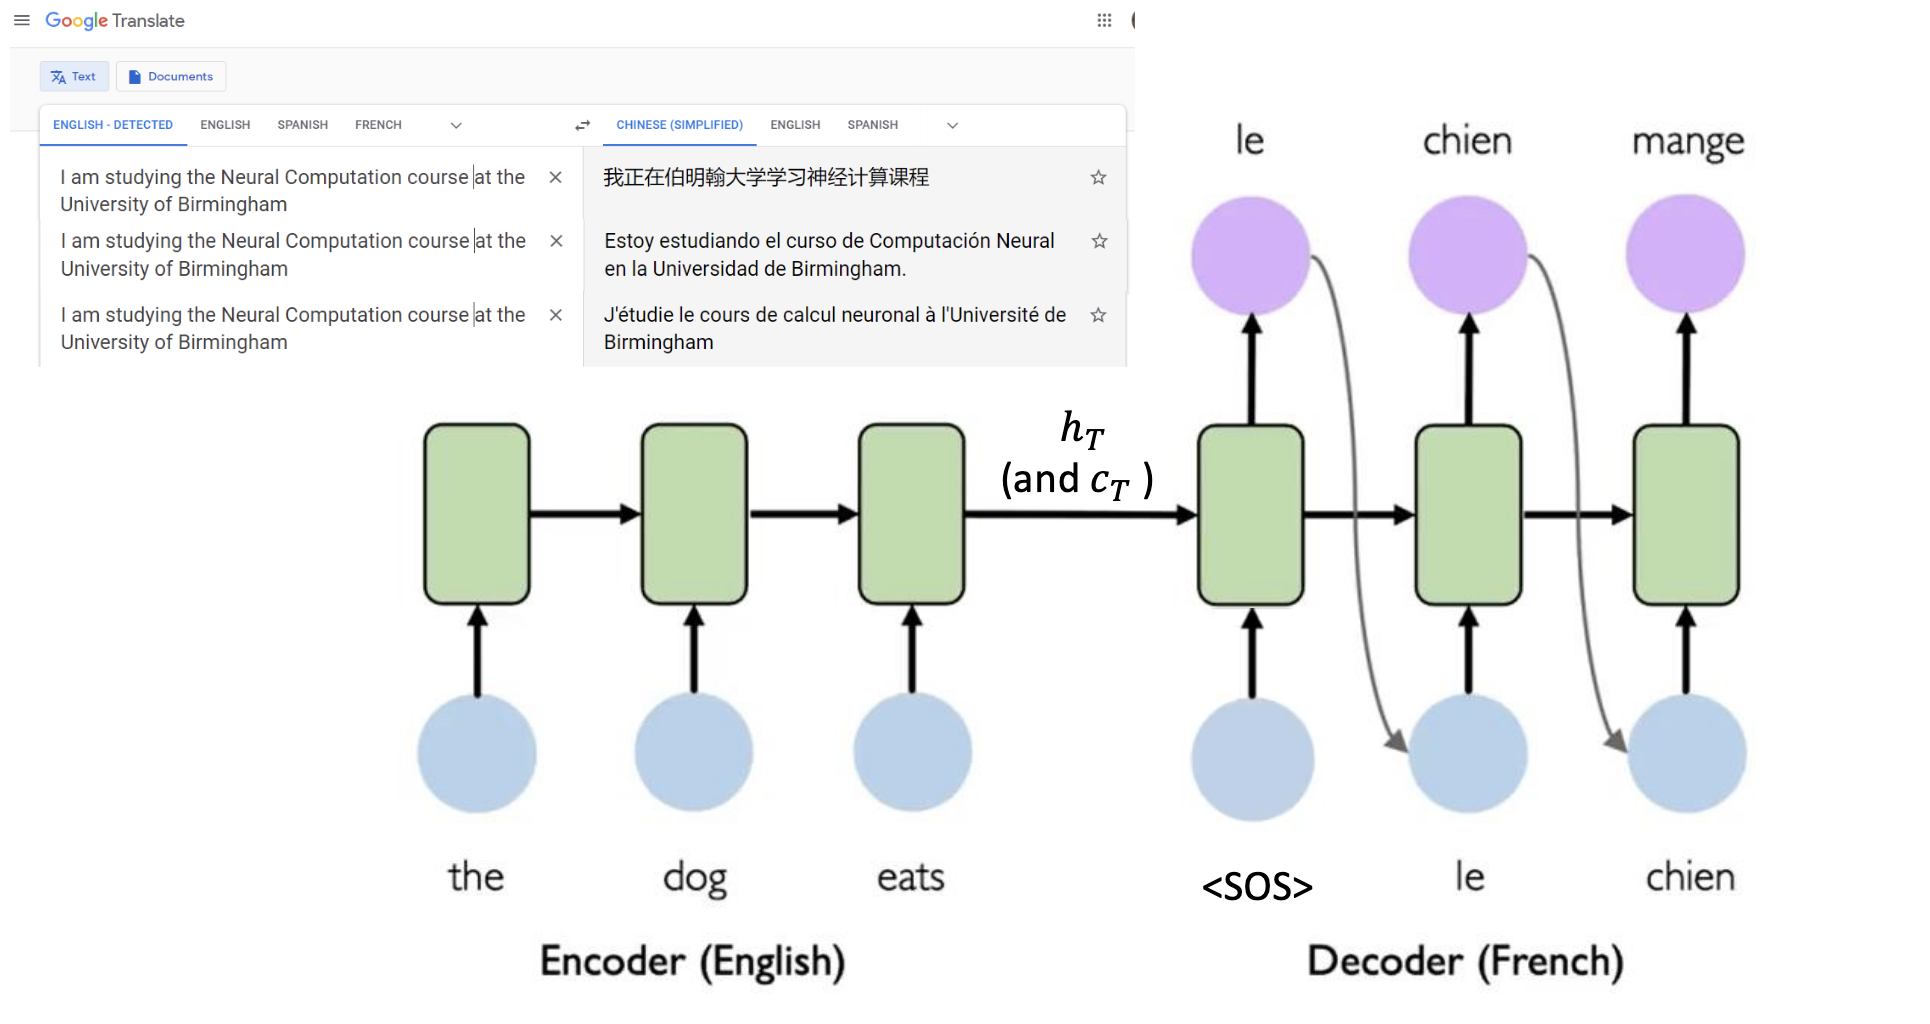 Google Translate
Text Documents
ENGLISH - DETECTED ENGLISH SPANISH FRENCH CHINESE (SIMPLIFIED) ENGLISH SPANISH
I am studying the Neural Computation course at the
University of Birmingham
我正在伯明翰大学学习神经计算课程
I am studying the Neural Computation course at the
University of Birmingham
Estoy estudiando el curso de Computación Neural
en la Universidad de Birmingham.
I am studying the Neural Computation course at the
University of Birmingham
J'étudie le cours de calcul neuronal à l'Université de
Birmingham
le chien mange
h_T
(and c_T )
the dog eats <SOS> le chien
Encoder (English) Decoder (French)